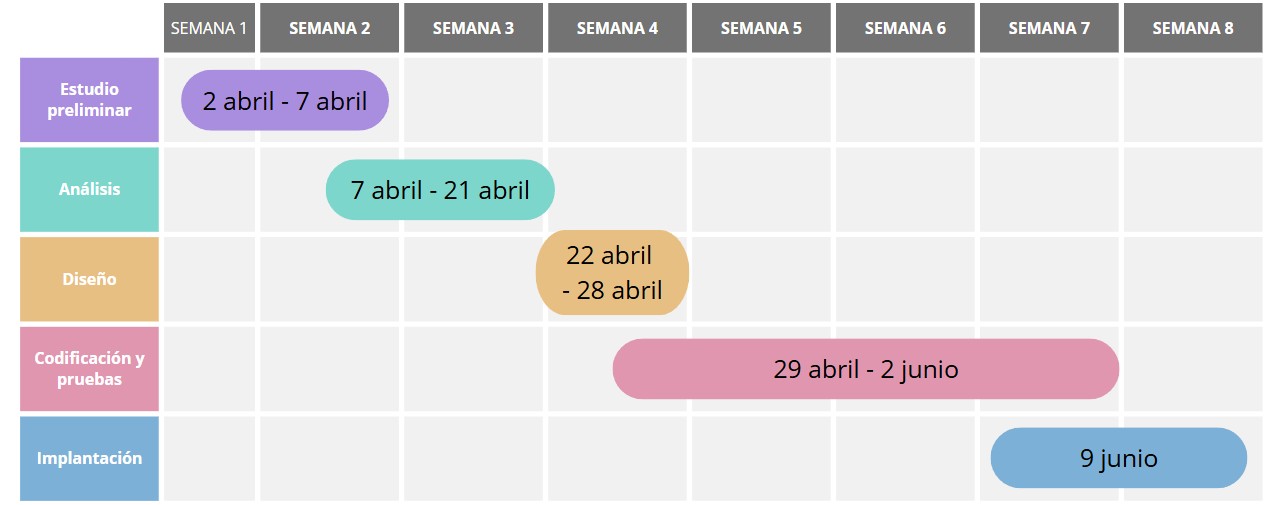 SEMANA 1 SEMANA 2 SEMANA 3 SEMANA 4 SEMANA 5 SEMANA 6 SEMANA 7 SEMANA 8
Estudio
preliminar
2 abril - 7 abril
Análisis
7 abril - 21 abril
Diseño
22 abril
- 28 abril
Codificación y
pruebas
29 abril - 2 junio
Implantación
9 junio